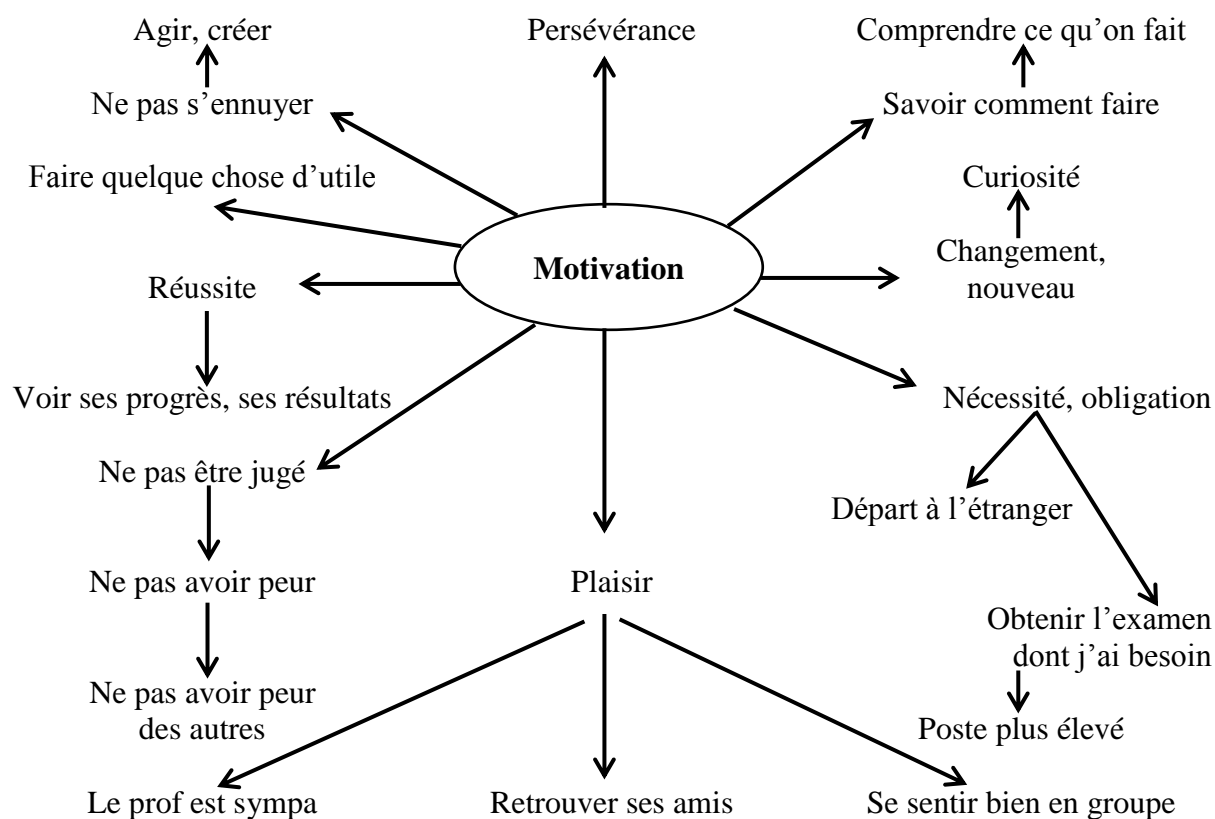 Agir, créer
Persévérance
Comprendre ce qu’on fait
Ne pas s’ennuyer
Savoir comment faire
Faire quelque chose d’utile
Curiosité
Motivation
Changement,
nouveau
Réussite
Voir ses progrès, ses résultats
Nécessité, obligation
Ne pas être jugé
Départ à l’étranger
Ne pas avoir peur
Plaisir
Obtenir l’examen
dont j’ai besoin
Ne pas avoir peur
des autres
Poste plus élevé
Le prof est sympa
Retrouver ses amis
Se sentir bien en groupe